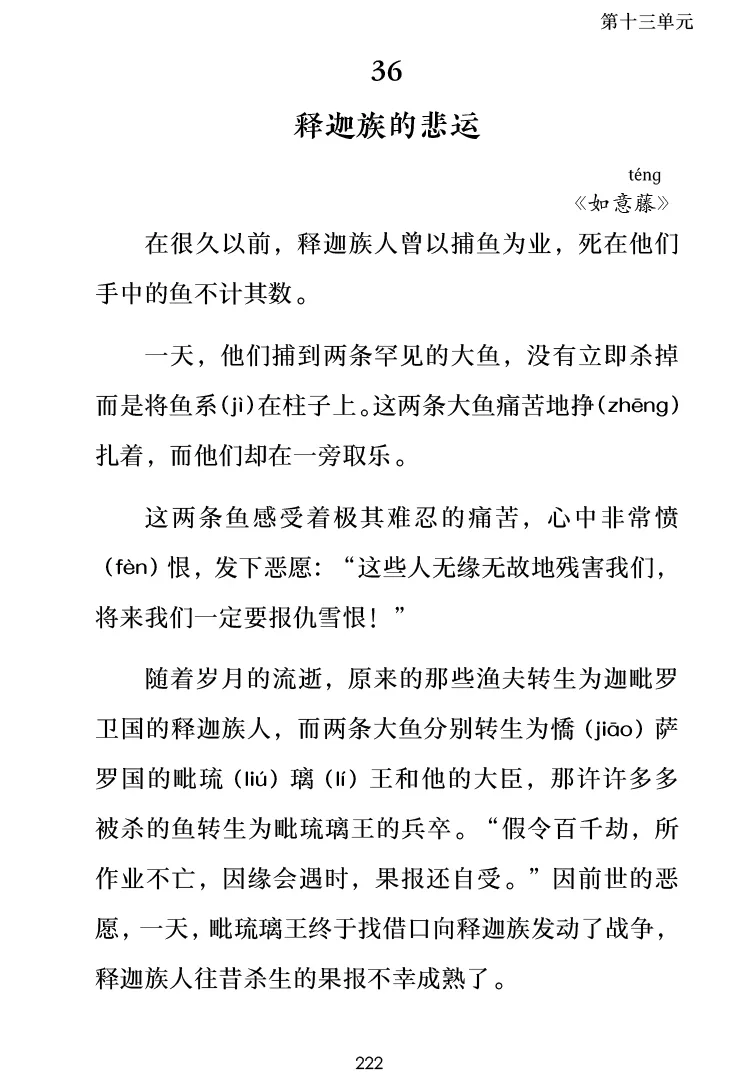 第十三单元
36
释迦族的悲运
téng
《如意藤》
在很久以前，释迦族人曾以捕鱼为业，死在他们
手中的鱼不计其数。
一天，他们捕到两条罕见的大鱼，没有立即杀掉
而是将鱼系(jì)在柱子上。这两条大鱼痛苦地挣(zhēng)
扎着，而他们却在一旁取乐。
这两条鱼感受着极其难忍的痛苦，心中非常愤
（fèn）恨，发下恶愿：“这些人无缘无故地残害我们，
将来我们一定要报仇雪恨！”
随着岁月的流逝，原来的那些渔夫转生为迦毗罗
卫国的释迦族人，而两条大鱼分别转生为憍（jiāo）萨
罗国的毗琉（liú）璃（lí）王和他的大臣，那许许多多
被杀的鱼转生为毗琉璃王的兵卒。“假令百千劫，所
作业不亡，因缘会遇时，果报还自受。”因前世的恶
愿，一天，毗琉璃王终于找借口向释迦族发动了战争，
释迦族人往昔杀生的果报不幸成熟了。
222